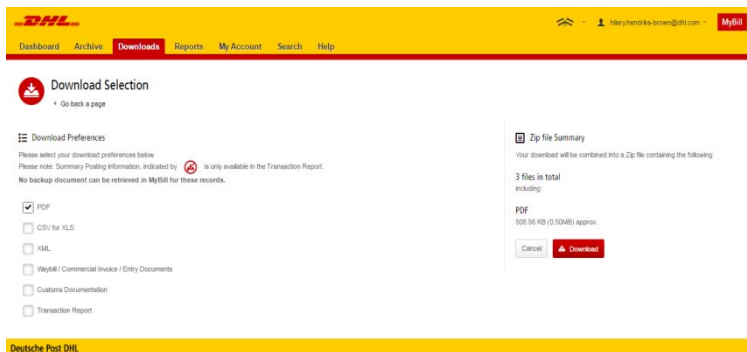 DHL
hilary.hendriks-brown@dhl.com
MyBill
Dashboard Archive Downloads Reports My Account Search Help
Download Selection
Go back a page
Download Preferences
Please select your download preferences below
Please note: Summary Posting information, indicated by is only available in the Transaction Report.
No backup document can be retrieved in MyBill for these records.
PDF
CSV for XLS
XML
Waybill / Commercial Invoice / Entry Documents
Customs Documentation
Transaction Report
Zip file Summary
Your download will be combined into a Zip file containing the following:
3 files in total
including:
PDF
508.56 KB (0.50MB) approx.
Cancel Download
Deutsche Post DHL